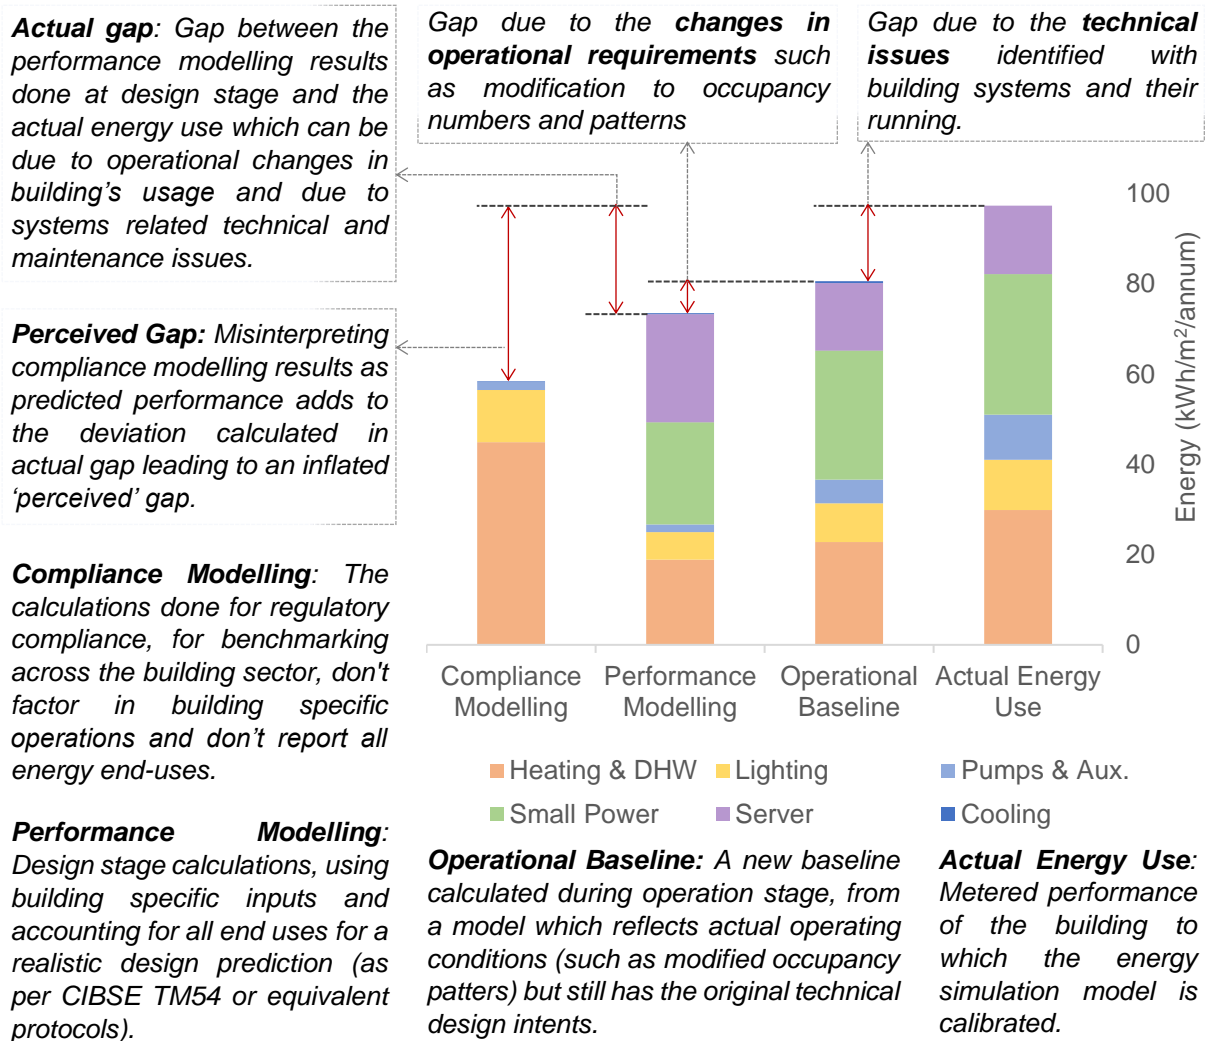 Actual gap: Gap between the
performance modelling results
done at design stage and the
actual energy use which can be
due to operational changes in
building's usage and due to
systems related technical and
maintenance issues.
Gap due to the changes in
operational requirements such
as modification to occupancy
numbers and patterns
Gap due to the technical
issues identified with
building systems and their
running.
Perceived Gap: Misinterpreting
compliance modelling results as
predicted performance adds to
the deviation calculated in
actual gap leading to an inflated
‘perceived’ gap.
Compliance Modelling: The
calculations done for regulatory
compliance, for benchmarking
across the building sector, don't
factor in building specific
operations and don’t report all
energy end-uses.
Performance Modelling:
Design stage calculations, using
building specific inputs and
accounting for all end uses for a
realistic design prediction (as
per CIBSE TM54 or equivalent
protocols).
100
80
60
40
20
0
Energy (kWh/m²/annum)
Compliance
Modelling
Performance
Modelling
Operational
Baseline
Actual Energy
Use
Heating & DHW
Lighting
Pumps & Aux.
Small Power
Server
Cooling
Operational Baseline: A new baseline
calculated during operation stage, from
a model which reflects actual operating
conditions (such as modified occupancy
patters) but still has the original technical
design intents.
Actual Energy Use:
Metered performance
of the building to
which the energy
simulation model is
calibrated.